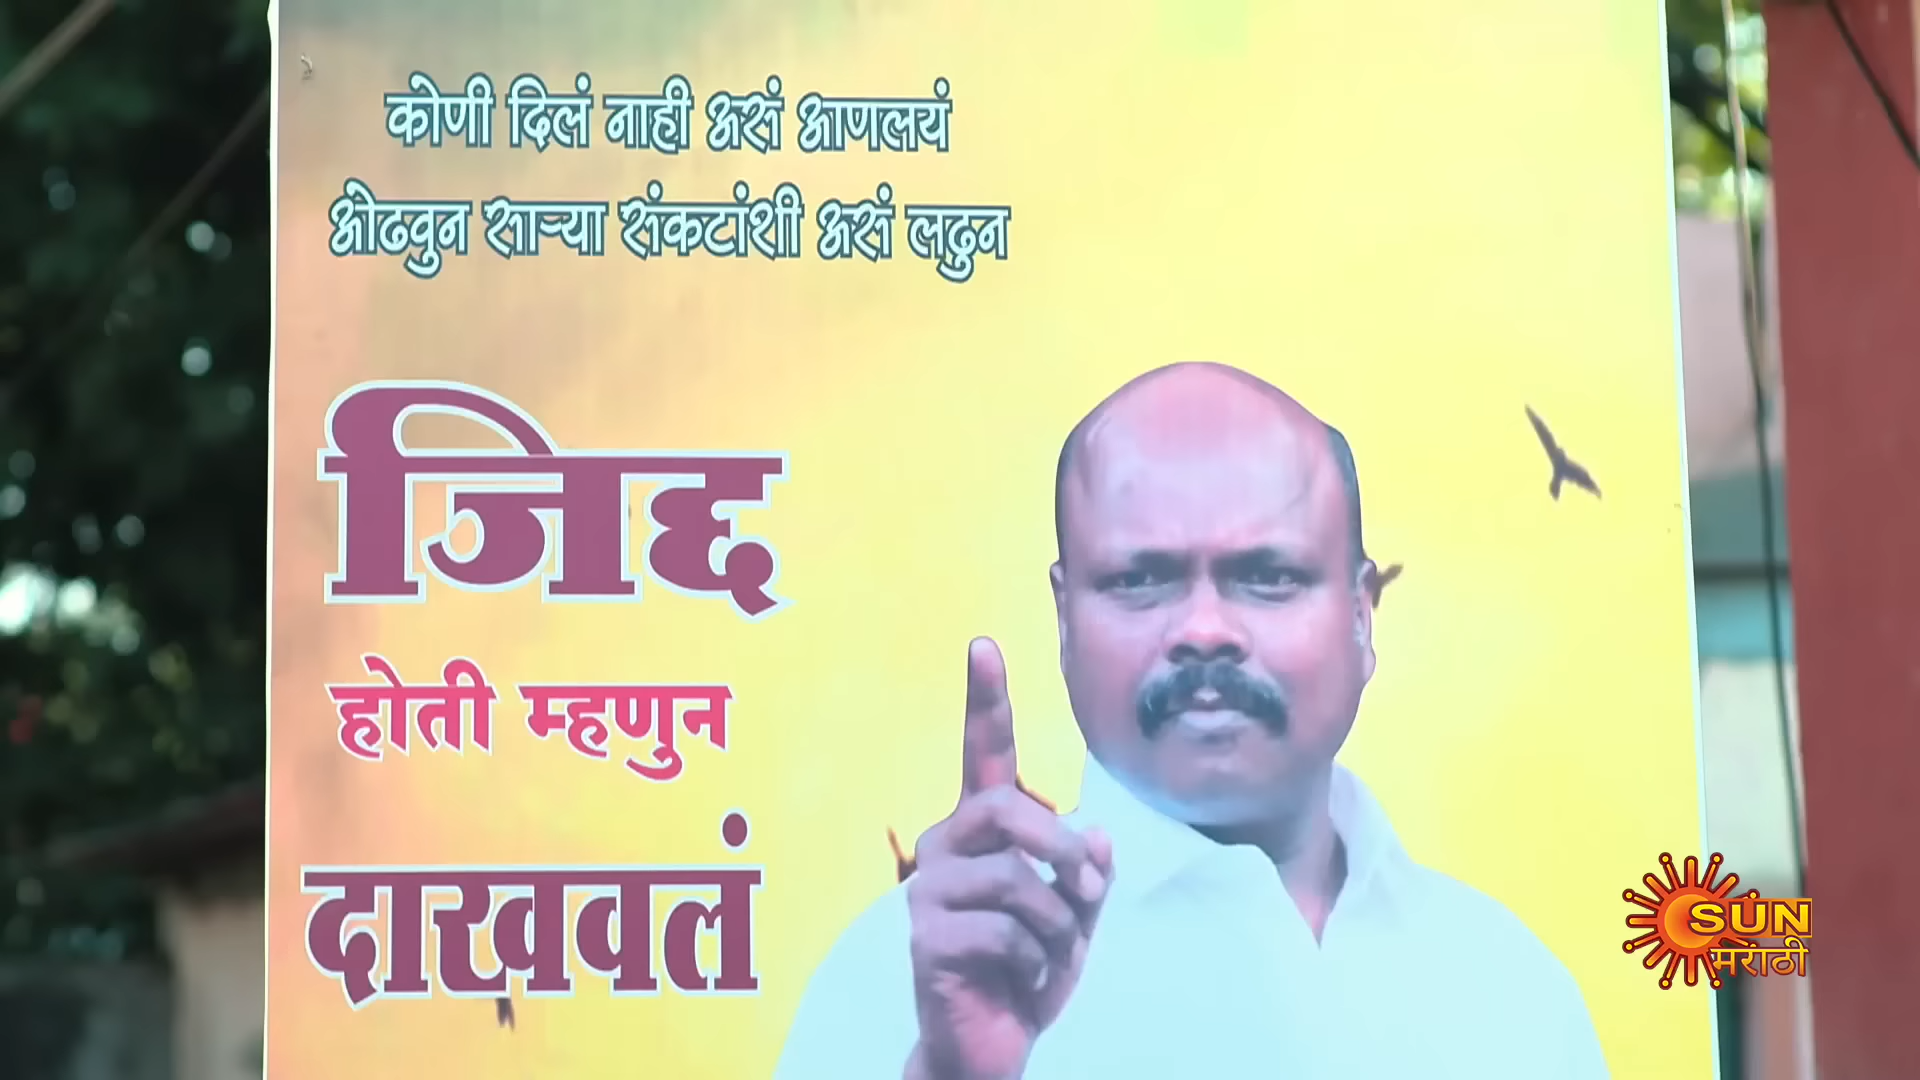 कोणी दिलं नाही असं आणलयं
ओढवुन साऱ्या संकटांशी असं लढुन
जिद्द
होती म्हणुन
दाखवलं
SUN
मराठी